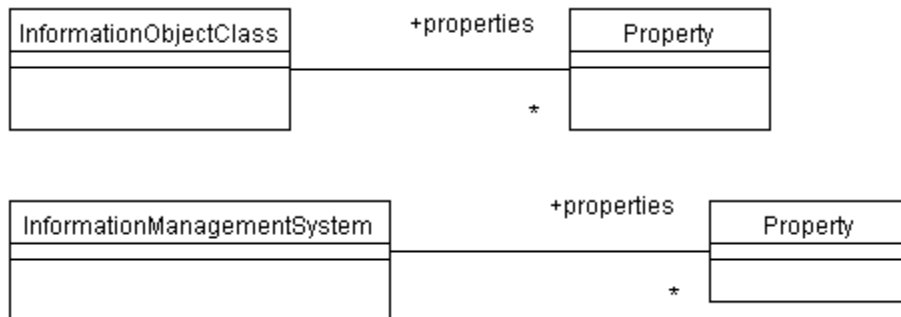 InformationObjectClass
+properties
Property
*
InformationManagementSystem
+properties
Property
*